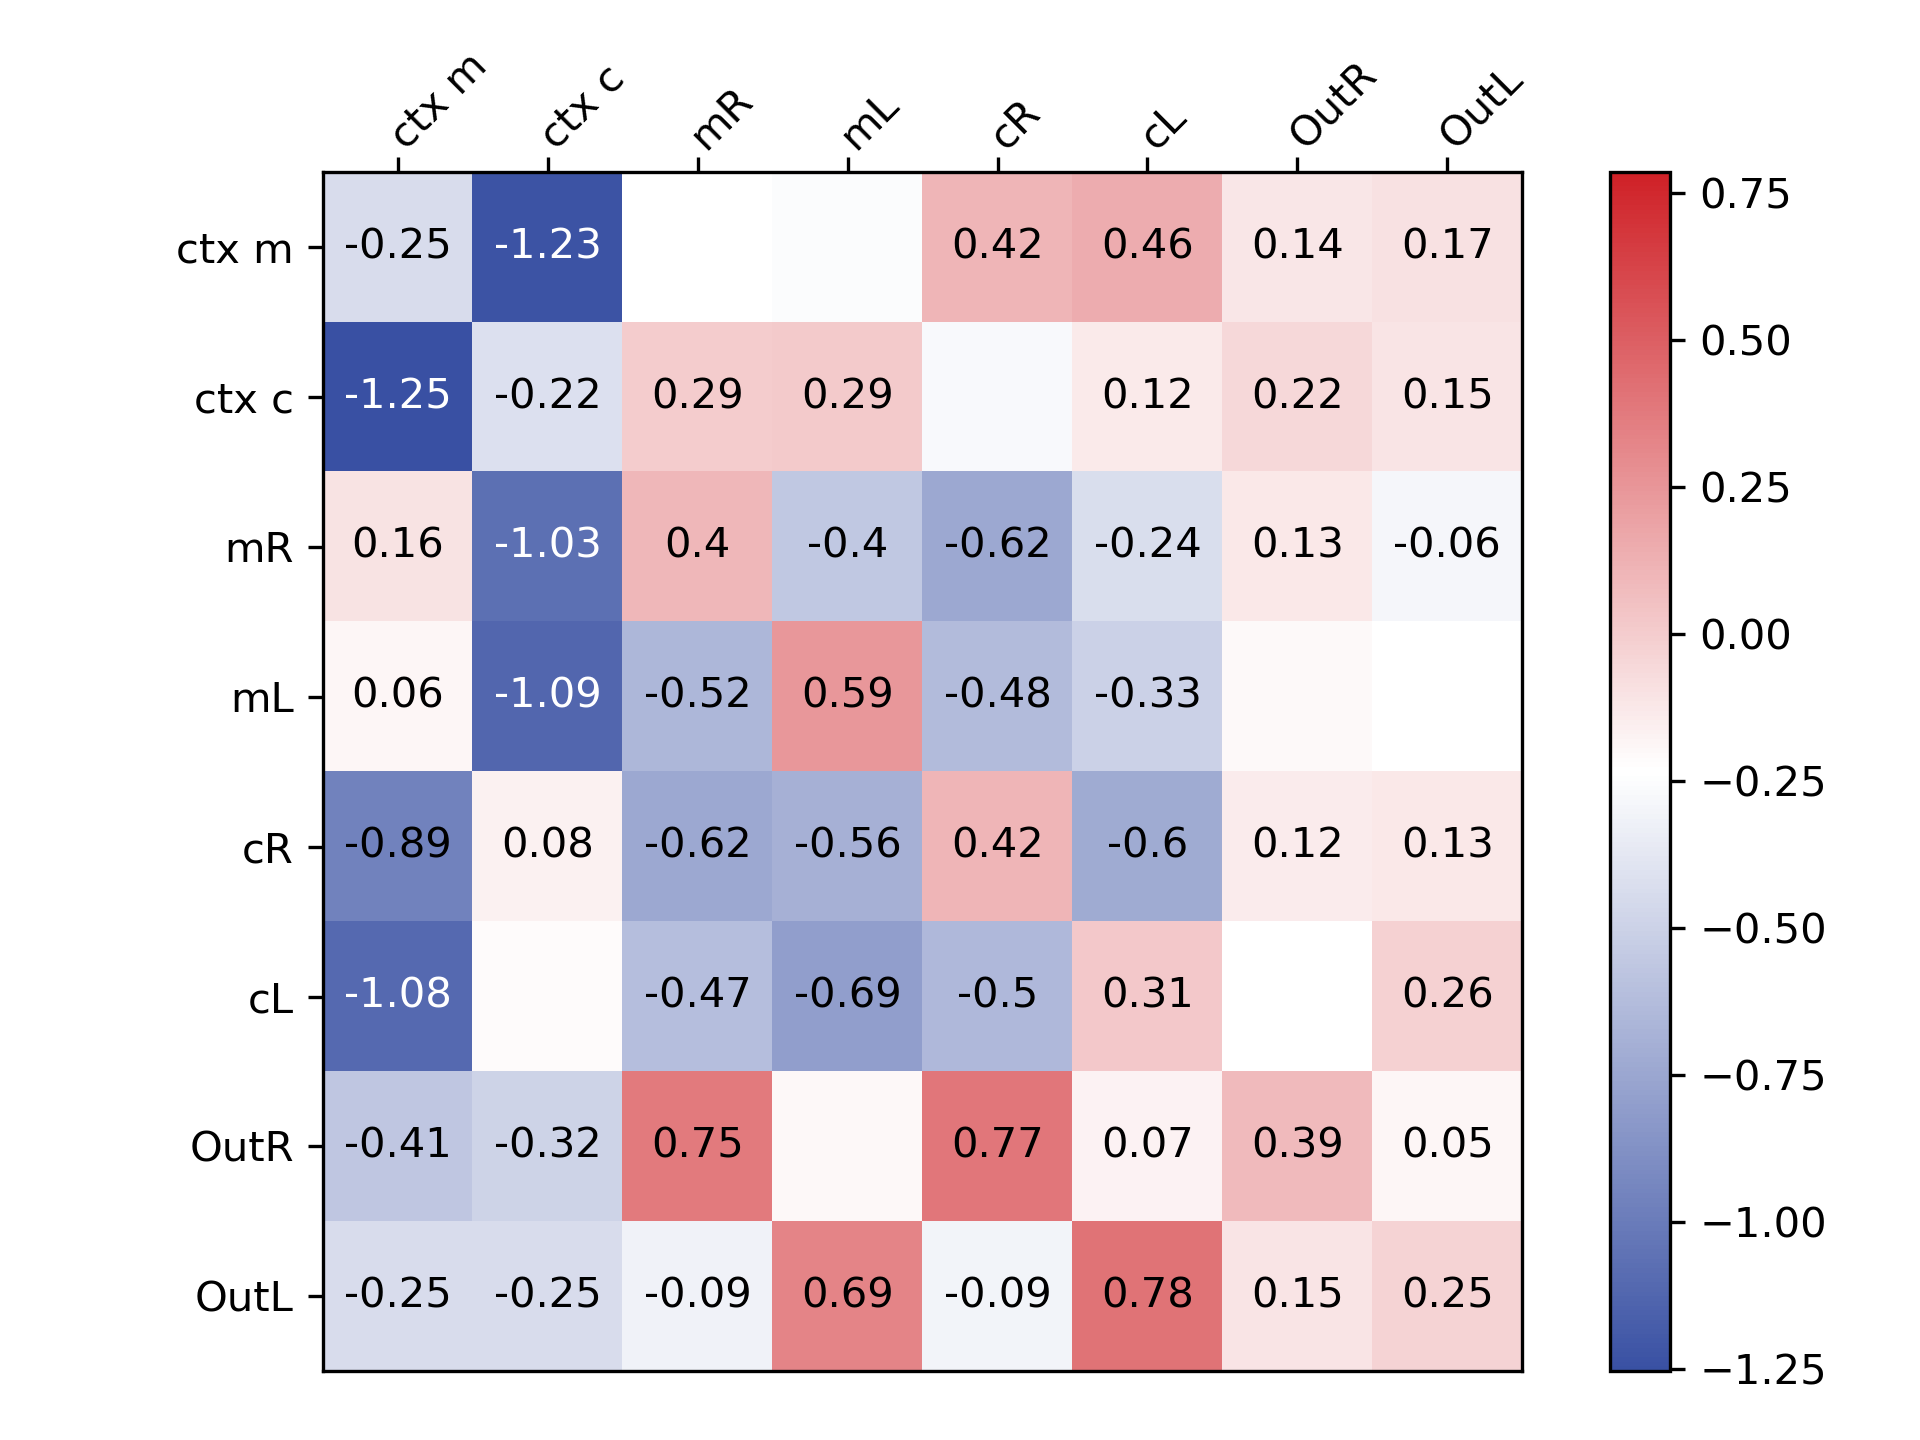 ctx m ctx c mR mL cR cL OutR OutL
ctx m -0.25 -1.23 0.42 0.46 0.14 0.17
ctx c -1.25 -0.22 0.29 0.29 0.12 0.22 0.15
mR 0.16 -1.03 0.4 -0.4 -0.62 -0.24 0.13 -0.06
mL 0.06 -1.09 -0.52 0.59 -0.48 -0.33
cR -0.89 0.08 -0.62 -0.56 0.42 -0.6 0.12 0.13
cL -1.08 -0.47 -0.69 -0.5 0.31 0.26
OutR -0.41 -0.32 0.75 0.77 0.07 0.39 0.05
OutL -0.25 -0.25 -0.09 0.69 -0.09 0.78 0.15 0.25
0.75
0.50
0.25
0.00
−0.25
−0.50
−0.75
−1.00
−1.25